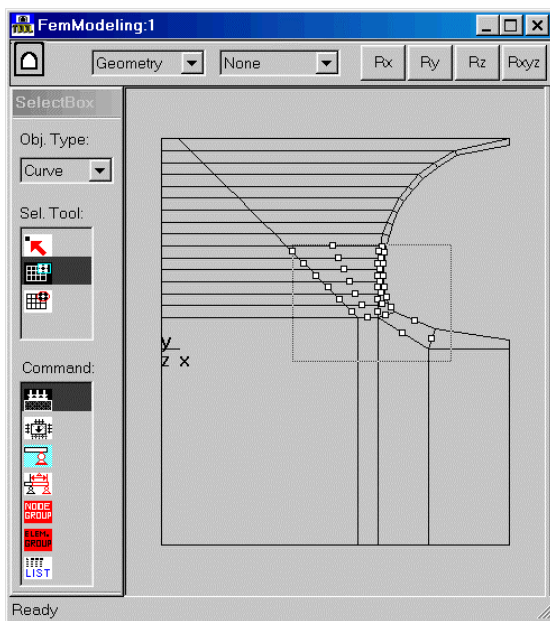 FemModeling:1
Geometry None Rx Ry Rz Rxyz
SelectBox
Obj. Type:
Curve
Sel. Tool:
y
z x
Command:
NODE
GROUP
ELEM.
GROUP
LIST
Ready